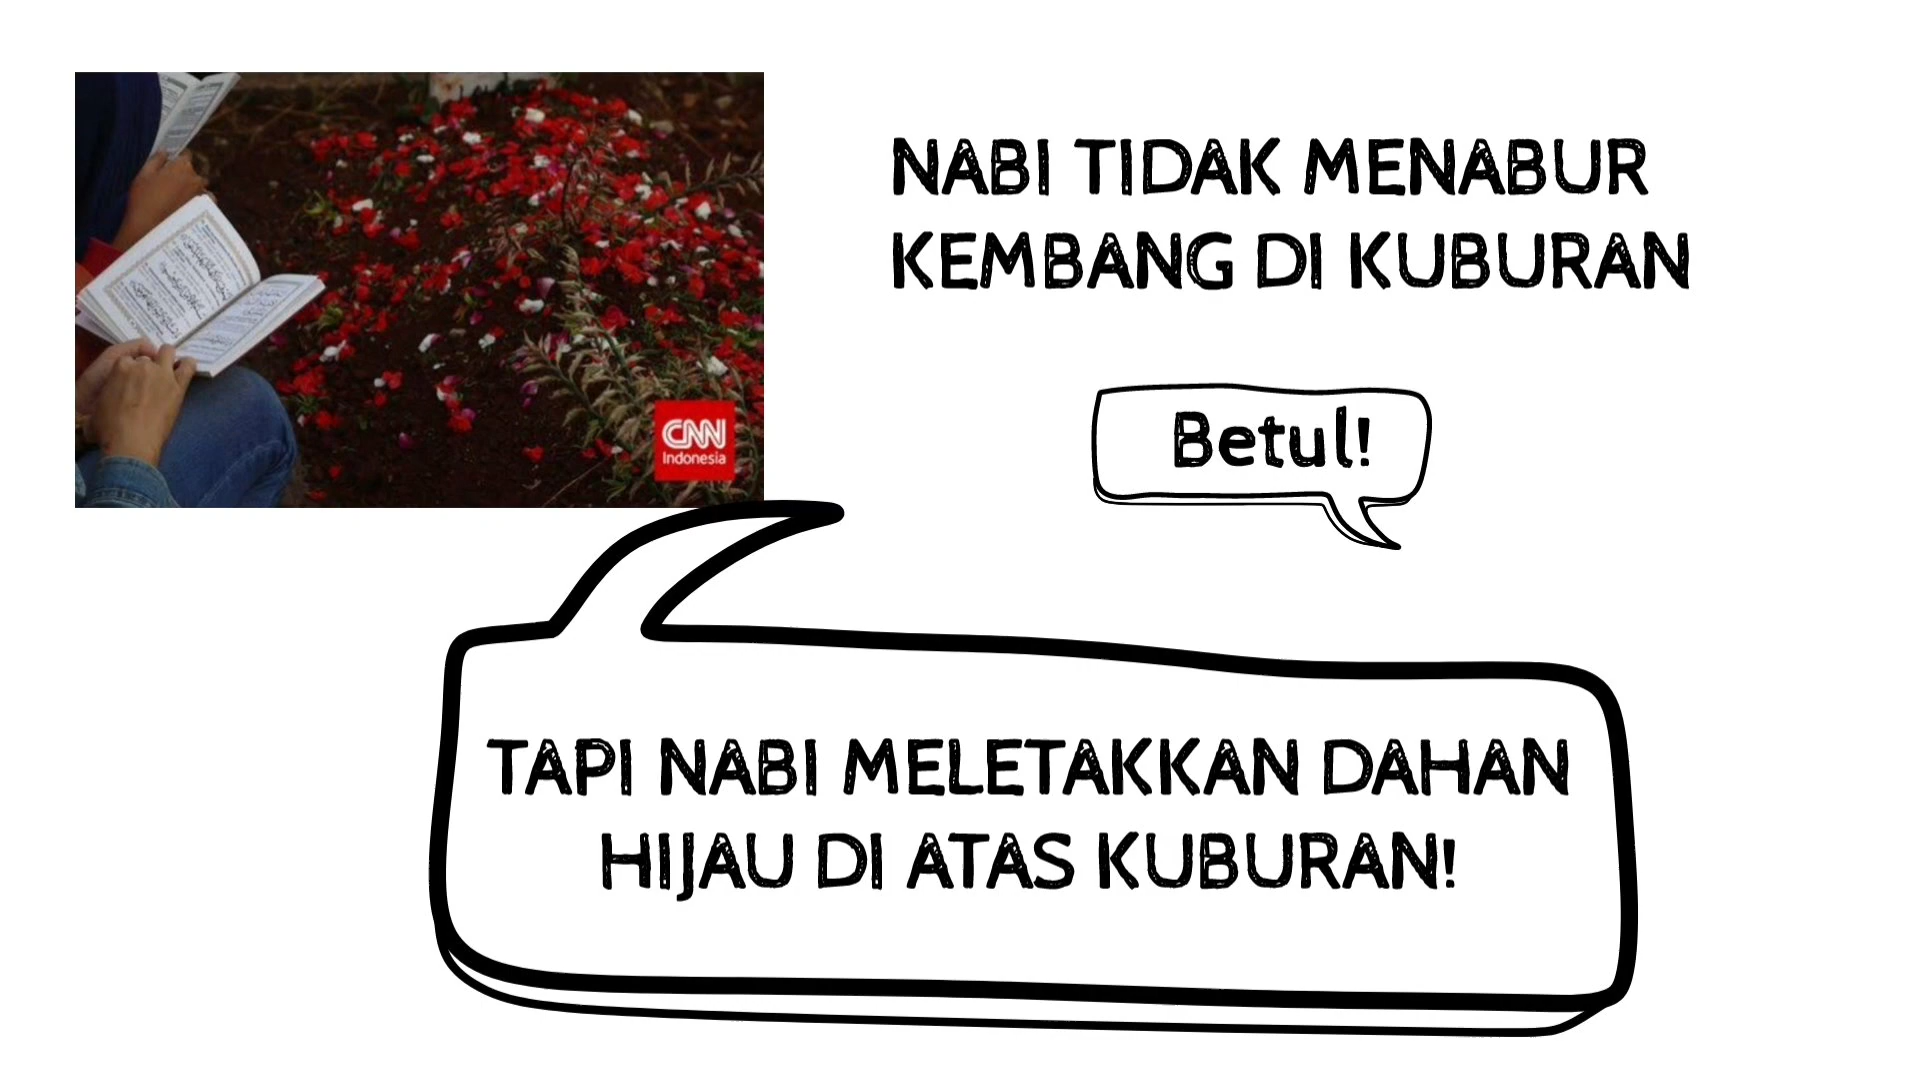 CNN
Indonesia
NABI TIDAK MENABUR
KEMBANG DI KUBURAN
Betul!
TAPI NABI MELETAKKAN DAHAN
HIJAU DI ATAS KUBURAN!